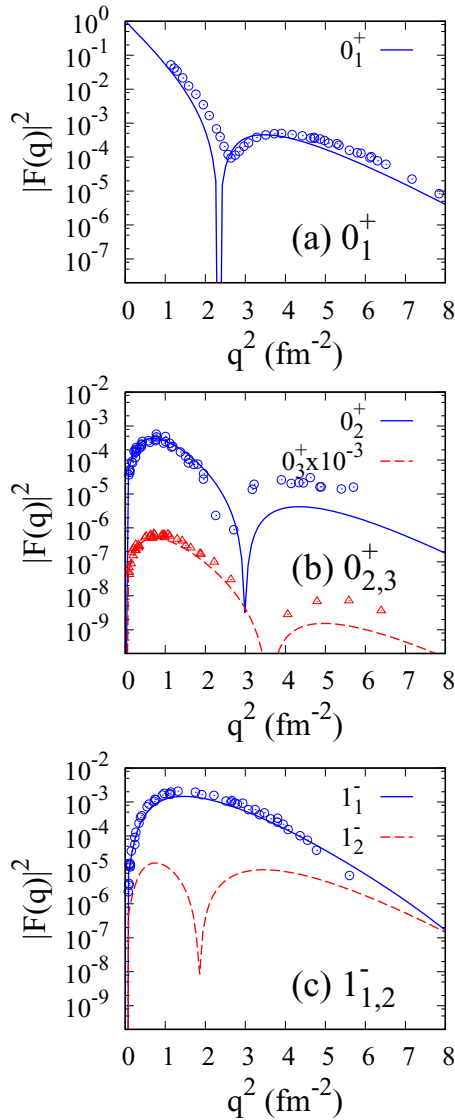 10^0
10^-1
10^-2
10^-3
10^-4
10^-5
10^-6
10^-7
|F(q)|^2
0_1^+
(a) 0_1^+
0 1 2 3 4 5 6 7 8
q^2 (fm^-2)
10^-2
10^-3
10^-4
10^-5
10^-6
10^-7
10^-8
10^-9
|F(q)|^2
0_2^+
0_3^+x10^-3
(b) 0_2,3^+
0 1 2 3 4 5 6 7 8
q^2 (fm^-2)
10^-2
10^-3
10^-4
10^-5
10^-6
10^-7
10^-8
10^-9
|F(q)|^2
1_1^-
1_2^-
(c) 1_1,2^-
0 1 2 3 4 5 6 7 8
q^2 (fm^-2)